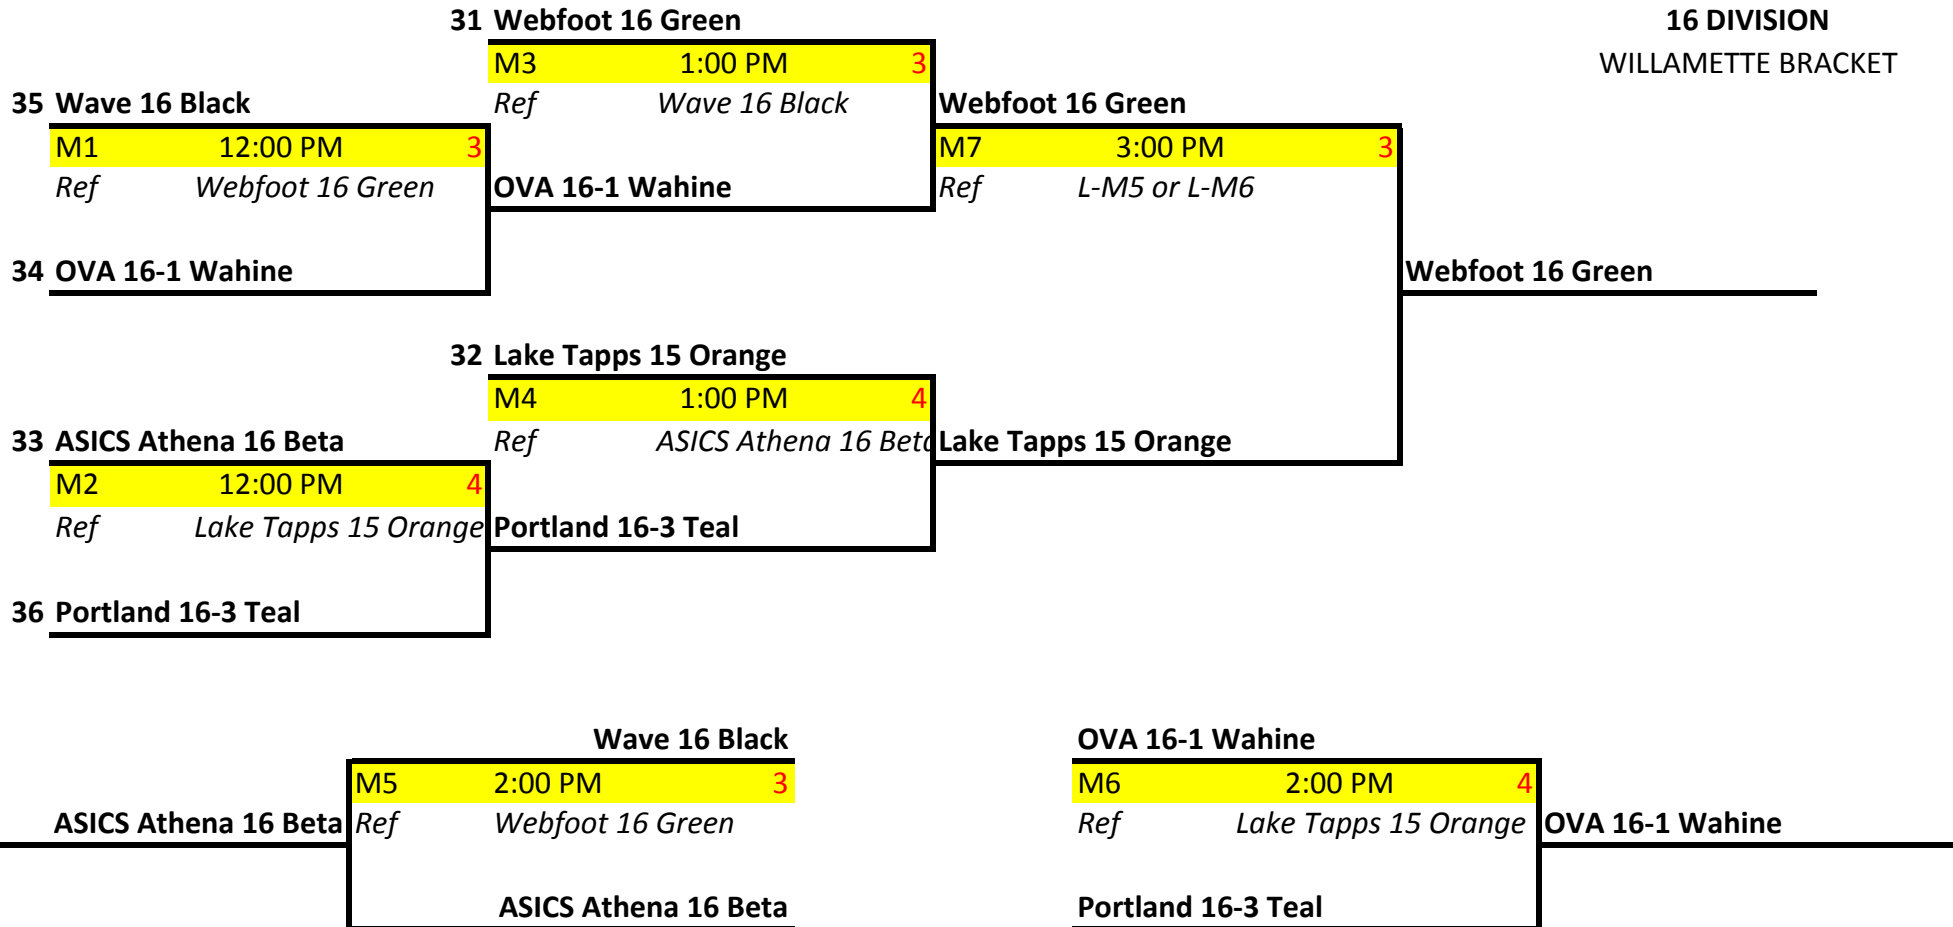 31 Webfoot 16 Green 16 DIVISION
M3 1:00 PM 3 WILLAMETTE BRACKET
35 Wave 16 Black Ref Wave 16 Black Webfoot 16 Green
M1 12:00 PM 3 M7 3:00 PM 3
Ref Webfoot 16 Green OVA 16-1 Wahine Ref L-M5 or L-M6
34 OVA 16-1 Wahine Webfoot 16 Green
32 Lake Tapps 15 Orange
M4 1:00 PM 4
33 ASICS Athena 16 Beta Ref ASICS Athena 16 Beta Lake Tapps 15 Orange
M2 12:00 PM 4
Ref Lake Tapps 15 Orange Portland 16-3 Teal
36 Portland 16-3 Teal
Wave 16 Black OVA 16-1 Wahine
M5 2:00 PM 3 M6 2:00 PM 4
ASICS Athena 16 Beta Ref Webfoot 16 Green Ref Lake Tapps 15 Orange OVA 16-1 Wahine
ASICS Athena 16 Beta Portland 16-3 Teal